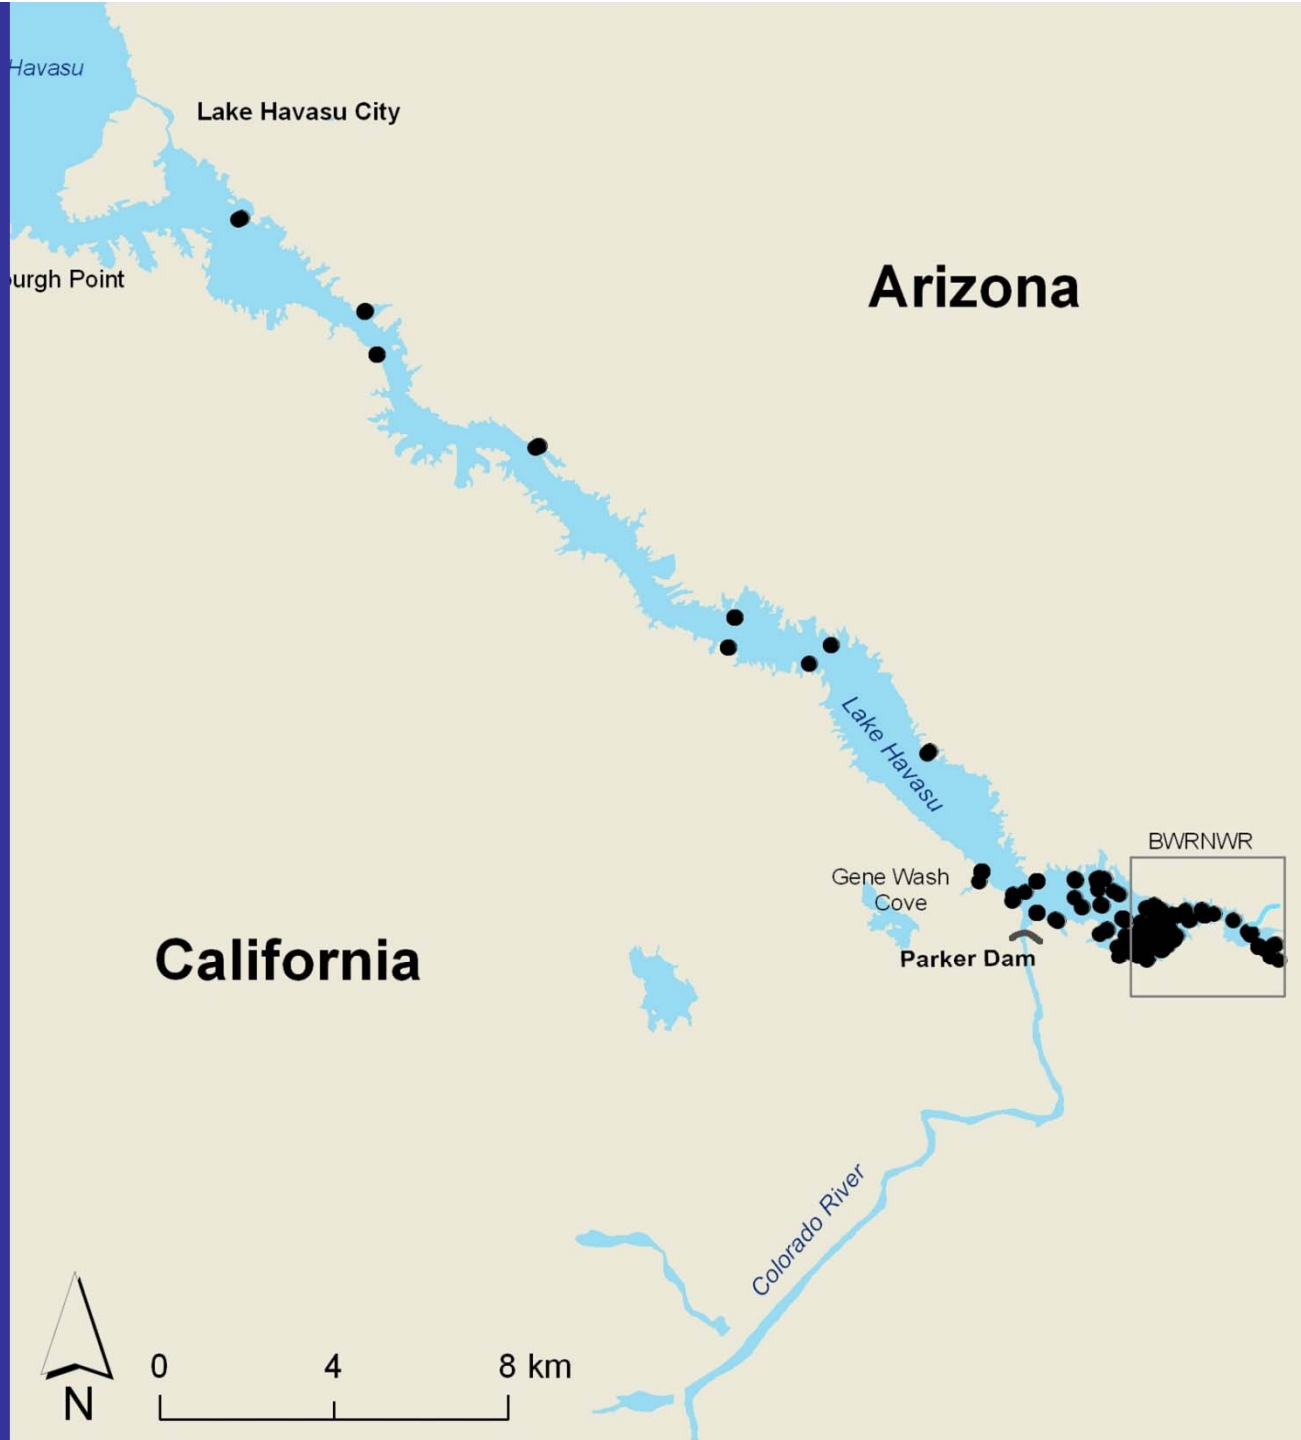 Havasu
Lake Havasu City
urgh Point
Arizona
Lake Havasu
BWRNWR
Gene Wash
Cove
California
Parker Dam
Colorado River
0 4 8 km
N